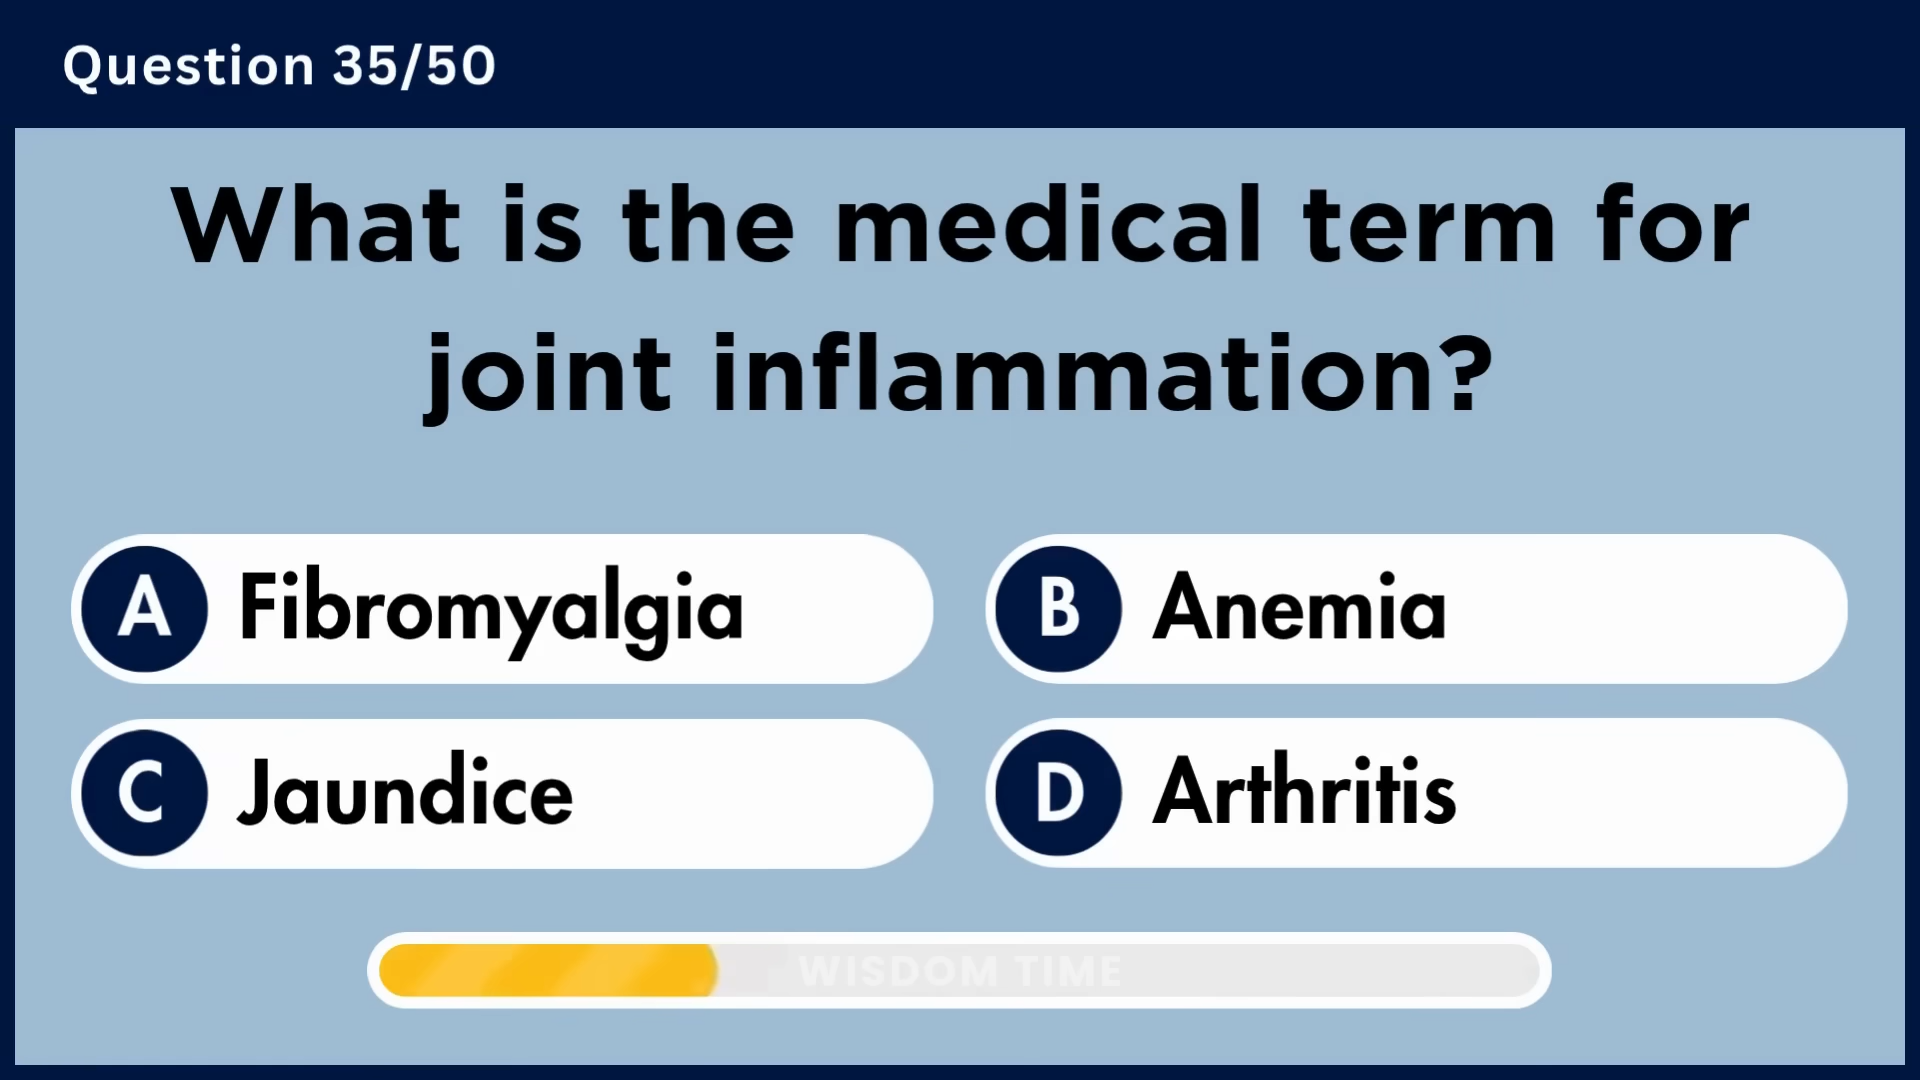 Question 35/50
What is the medical term for
joint inflammation?
A Fibromyalgia
B Anemia
C Jaundice
D Arthritis
WISDOM TIME